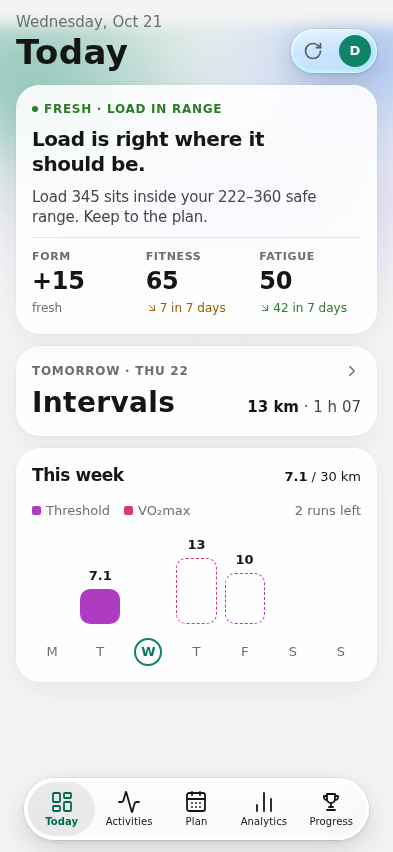 Wednesday, Oct 21
Today
D
FRESH · LOAD IN RANGE
Load is right where it
should be.
Load 345 sits inside your 222–360 safe
range. Keep to the plan.
FORM FITNESS FATIGUE
+15 65 50
fresh ↘ 7 in 7 days ↘ 42 in 7 days
TOMORROW · THU 22
Intervals 13 km · 1 h 07
This week 7.1 / 30 km
Threshold VO₂max 2 runs left
13
10
7.1
M T W T F S S
Today Activities Plan Analytics Progress